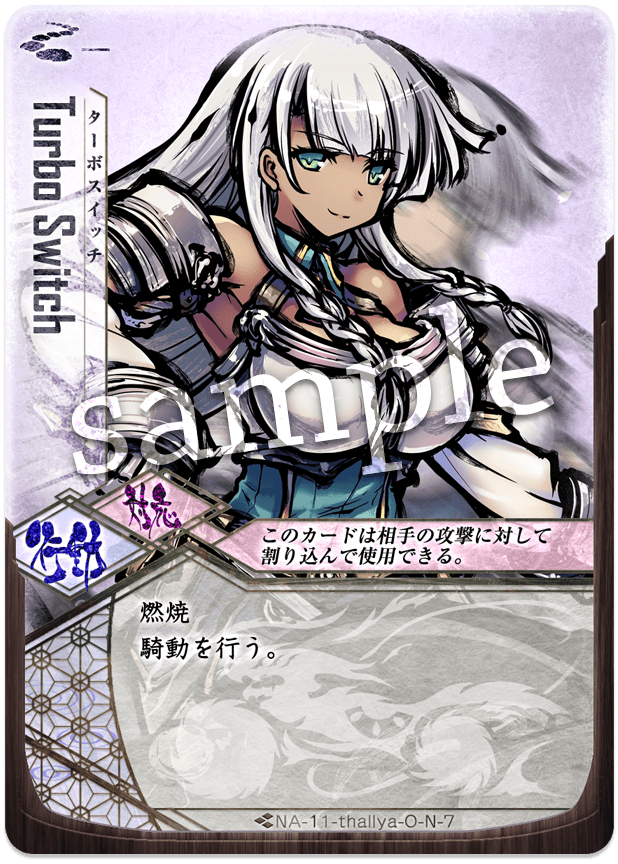 Turbo Switch
ターボスイッチ
sample
対応
行動
このカードは相手の攻撃に対して
割り込んで使用できる。
燃焼
騎動を行う。
NA-11-thallya-O-N-7